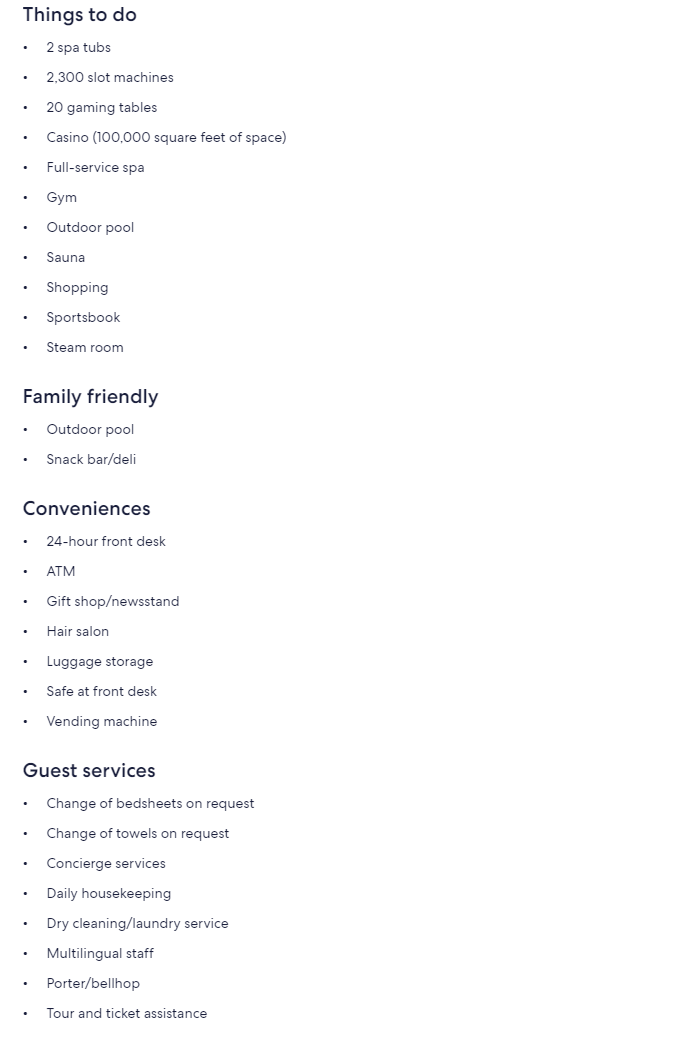 Things to do
• 2 spa tubs
• 2,300 slot machines
• 20 gaming tables
• Casino (100,000 square feet of space)
• Full-service spa
• Gym
• Outdoor pool
• Sauna
• Shopping
• Sportsbook
• Steam room
Family friendly
• Outdoor pool
• Snack bar/deli
Conveniences
• 24-hour front desk
• ATM
• Gift shop/newsstand
• Hair salon
• Luggage storage
• Safe at front desk
• Vending machine
Guest services
• Change of bedsheets on request
• Change of towels on request
• Concierge services
• Daily housekeeping
• Dry cleaning/laundry service
• Multilingual staff
• Porter/bellhop
• Tour and ticket assistance